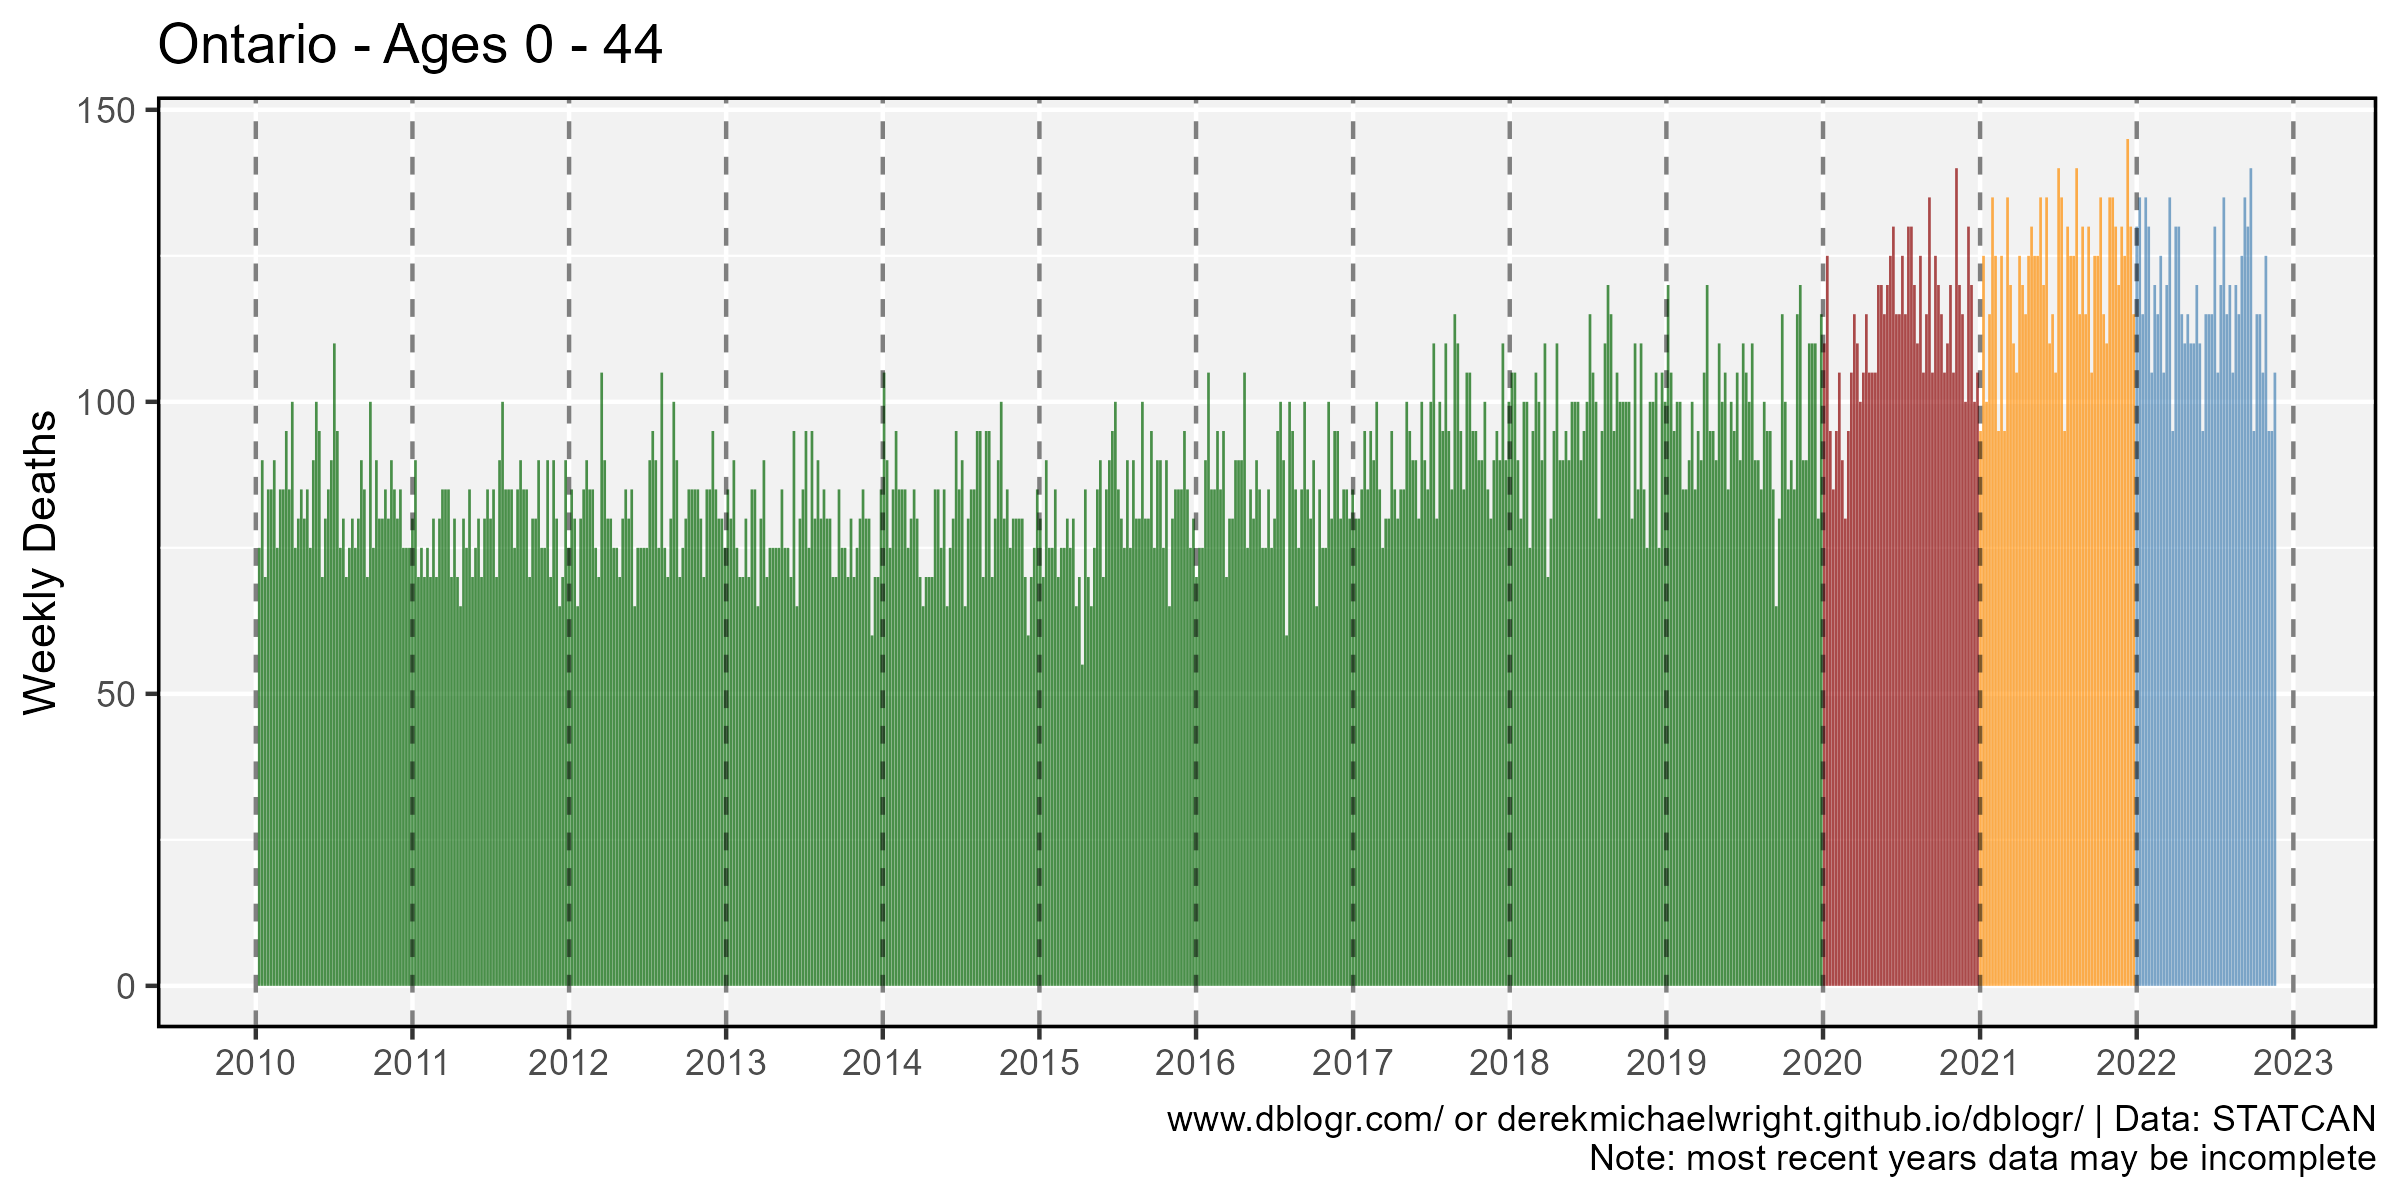 Ontario - Ages 0 - 44
Weekly Deaths
150
100
50
0
2010 2011 2012 2013 2014 2015 2016 2017 2018 2019 2020 2021 2022 2023
www.dblogr.com/ or derekmichaelwright.github.io/dblogr/ | Data: STATCAN
Note: most recent years data may be incomplete